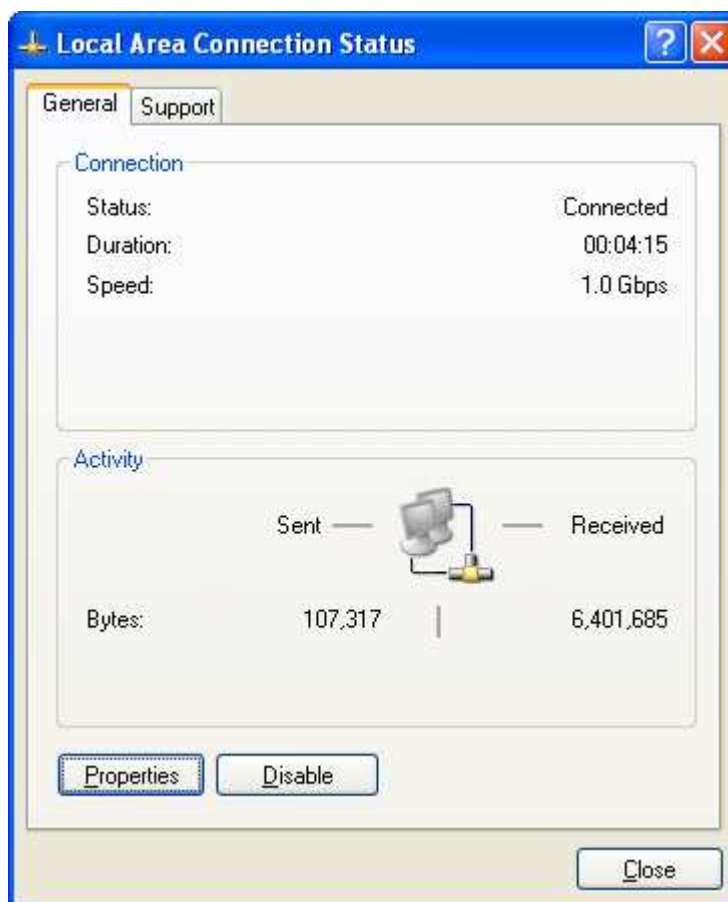 Local Area Connection Status
General Support
Connection
Status: Connected
Duration: 00:04:15
Speed: 1.0 Gbps
Activity
Sent Received
Bytes: 107,317 6,401,685
Properties Disable
Close